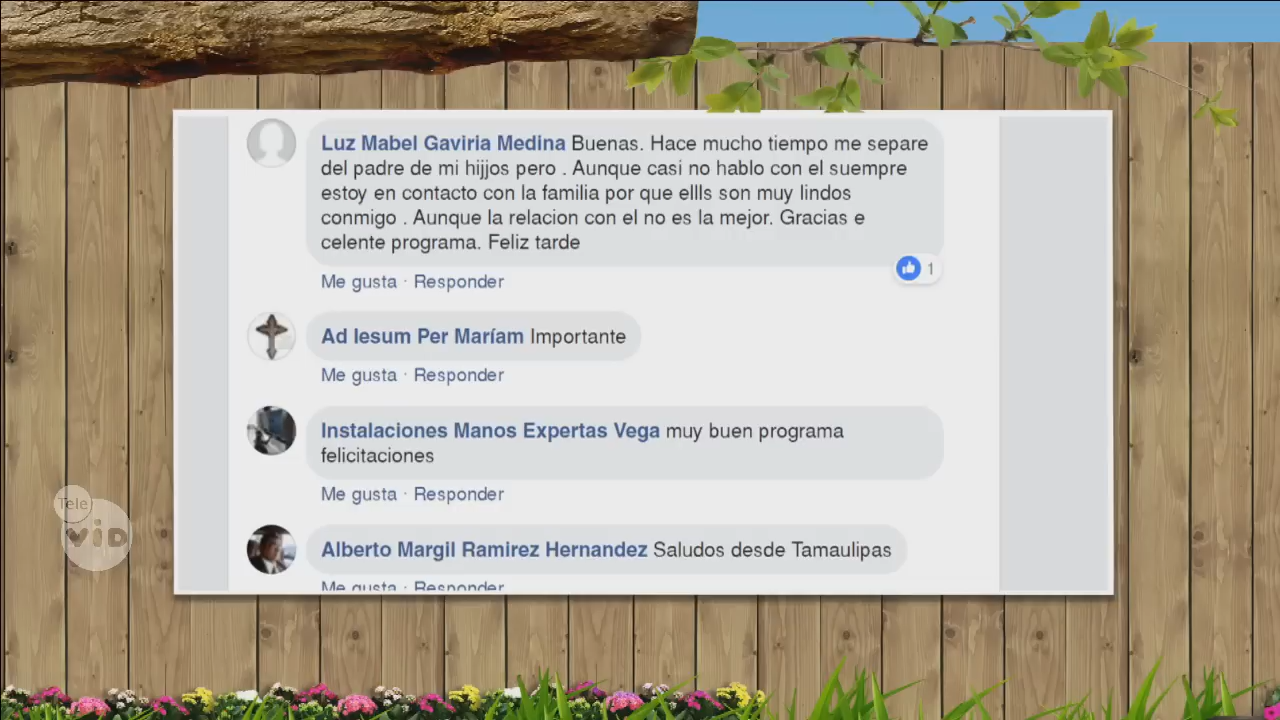 Luz Mabel Gaviria Medina Buenas. Hace mucho tiempo me separe
del padre de mi hijjos pero . Aunque casi no hablo con el suempre
estoy en contacto con la familia por que ellls son muy lindos
conmigo . Aunque la relacion con el no es la mejor. Gracias e
celente programa. Feliz tarde
1
Me gusta · Responder
Ad Iesum Per Maríam Importante
Me gusta · Responder
Instalaciones Manos Expertas Vega muy buen programa
felicitaciones
Me gusta · Responder
Alberto Margil Ramirez Hernandez Saludos desde Tamaulipas
Me gusta · Responder
Tele
ViD